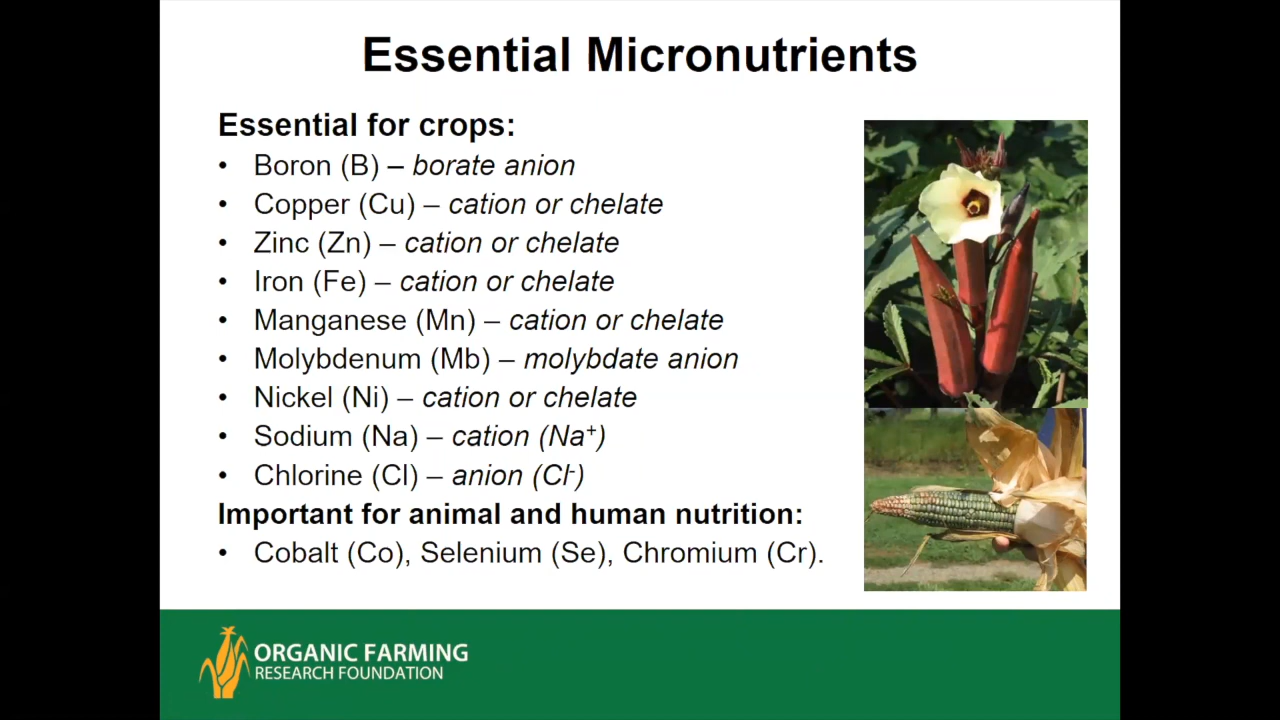 Essential Micronutrients
Essential for crops:
• Boron (B) – borate anion
• Copper (Cu) – cation or chelate
• Zinc (Zn) – cation or chelate
• Iron (Fe) – cation or chelate
• Manganese (Mn) – cation or chelate
• Molybdenum (Mb) – molybdate anion
• Nickel (Ni) – cation or chelate
• Sodium (Na) – cation (Na⁺)
• Chlorine (Cl) – anion (Cl⁻)
Important for animal and human nutrition:
• Cobalt (Co), Selenium (Se), Chromium (Cr).
ORGANIC FARMING
RESEARCH FOUNDATION